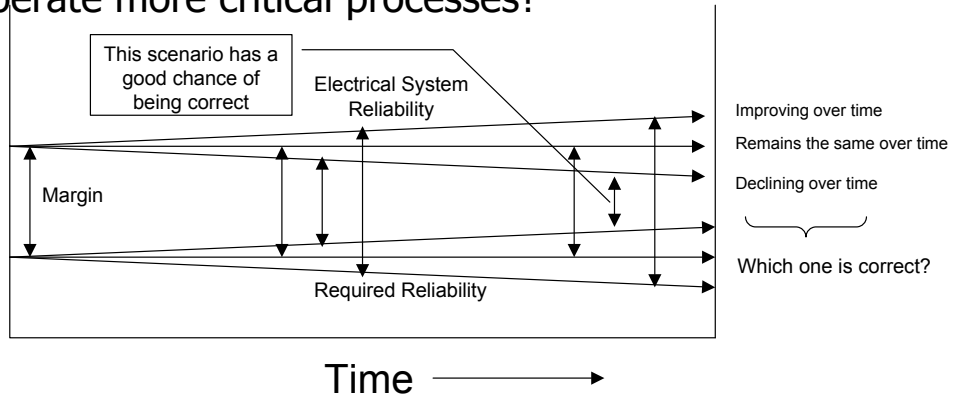 more critical processes?
This scenario has a
good chance of
being correct
Electrical System
Reliability
Improving over time
Remains the same over time
Declining over time
Margin
Which one is correct?
Required Reliability
Time